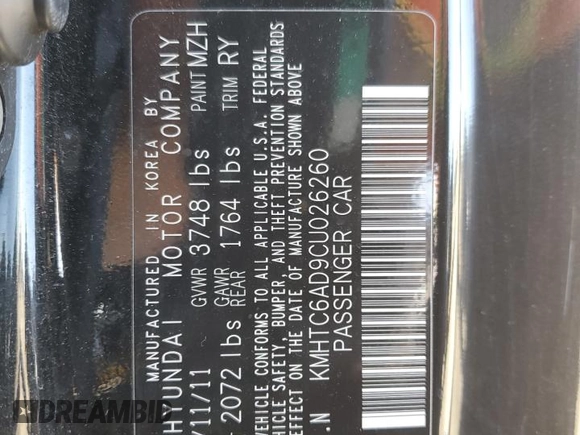 MANUFACTURED IN KOREA BY
HYUNDAI MOTOR COMPANY
/11/11 GVWR 3748 lbs PAINT MZH
2072 lbs GAWR REAR 1764 lbs TRIM RY
VEHICLE CONFORMS TO ALL APPLICABLE U.S.A. FEDERAL
VEHICLE SAFETY, BUMPER, AND THEFT PREVENTION STANDARDS
EFFECT ON THE DATE OF MANUFACTURE SHOWN ABOVE
.N KMHTC6AD9CU026260
PASSENGER CAR
DREAMBID